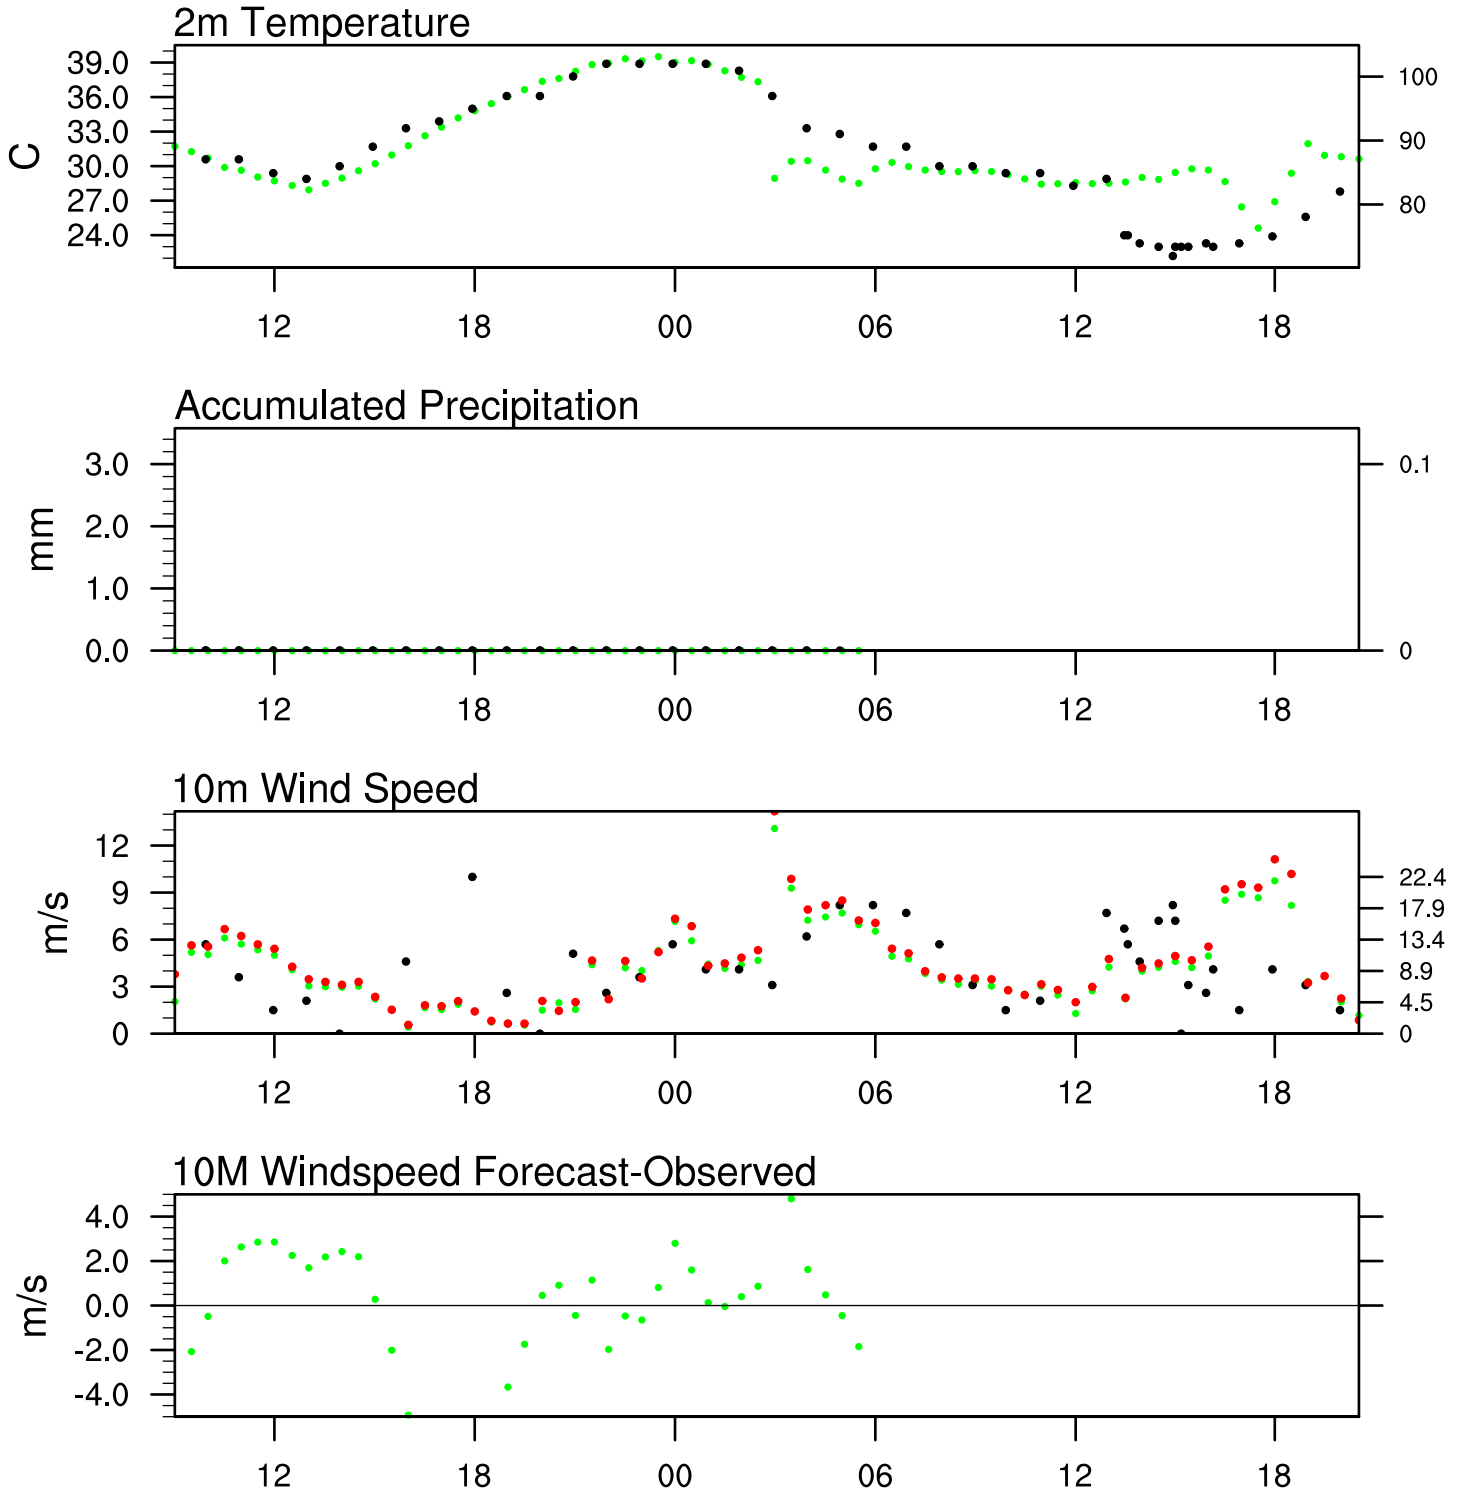 2m Temperature
39.0
36.0
33.0
30.0
27.0
24.0
C
100
90
80
12 18 00 06 12 18
Accumulated Precipitation
3.0
2.0
1.0
0.0
mm
0.1
0
12 18 00 06 12 18
10m Wind Speed
12
9
6
3
0
m/s
22.4
17.9
13.4
8.9
4.5
0
12 18 00 06 12 18
10M Windspeed Forecast-Observed
4.0
2.0
0.0
-2.0
-4.0
m/s
12 18 00 06 12 18